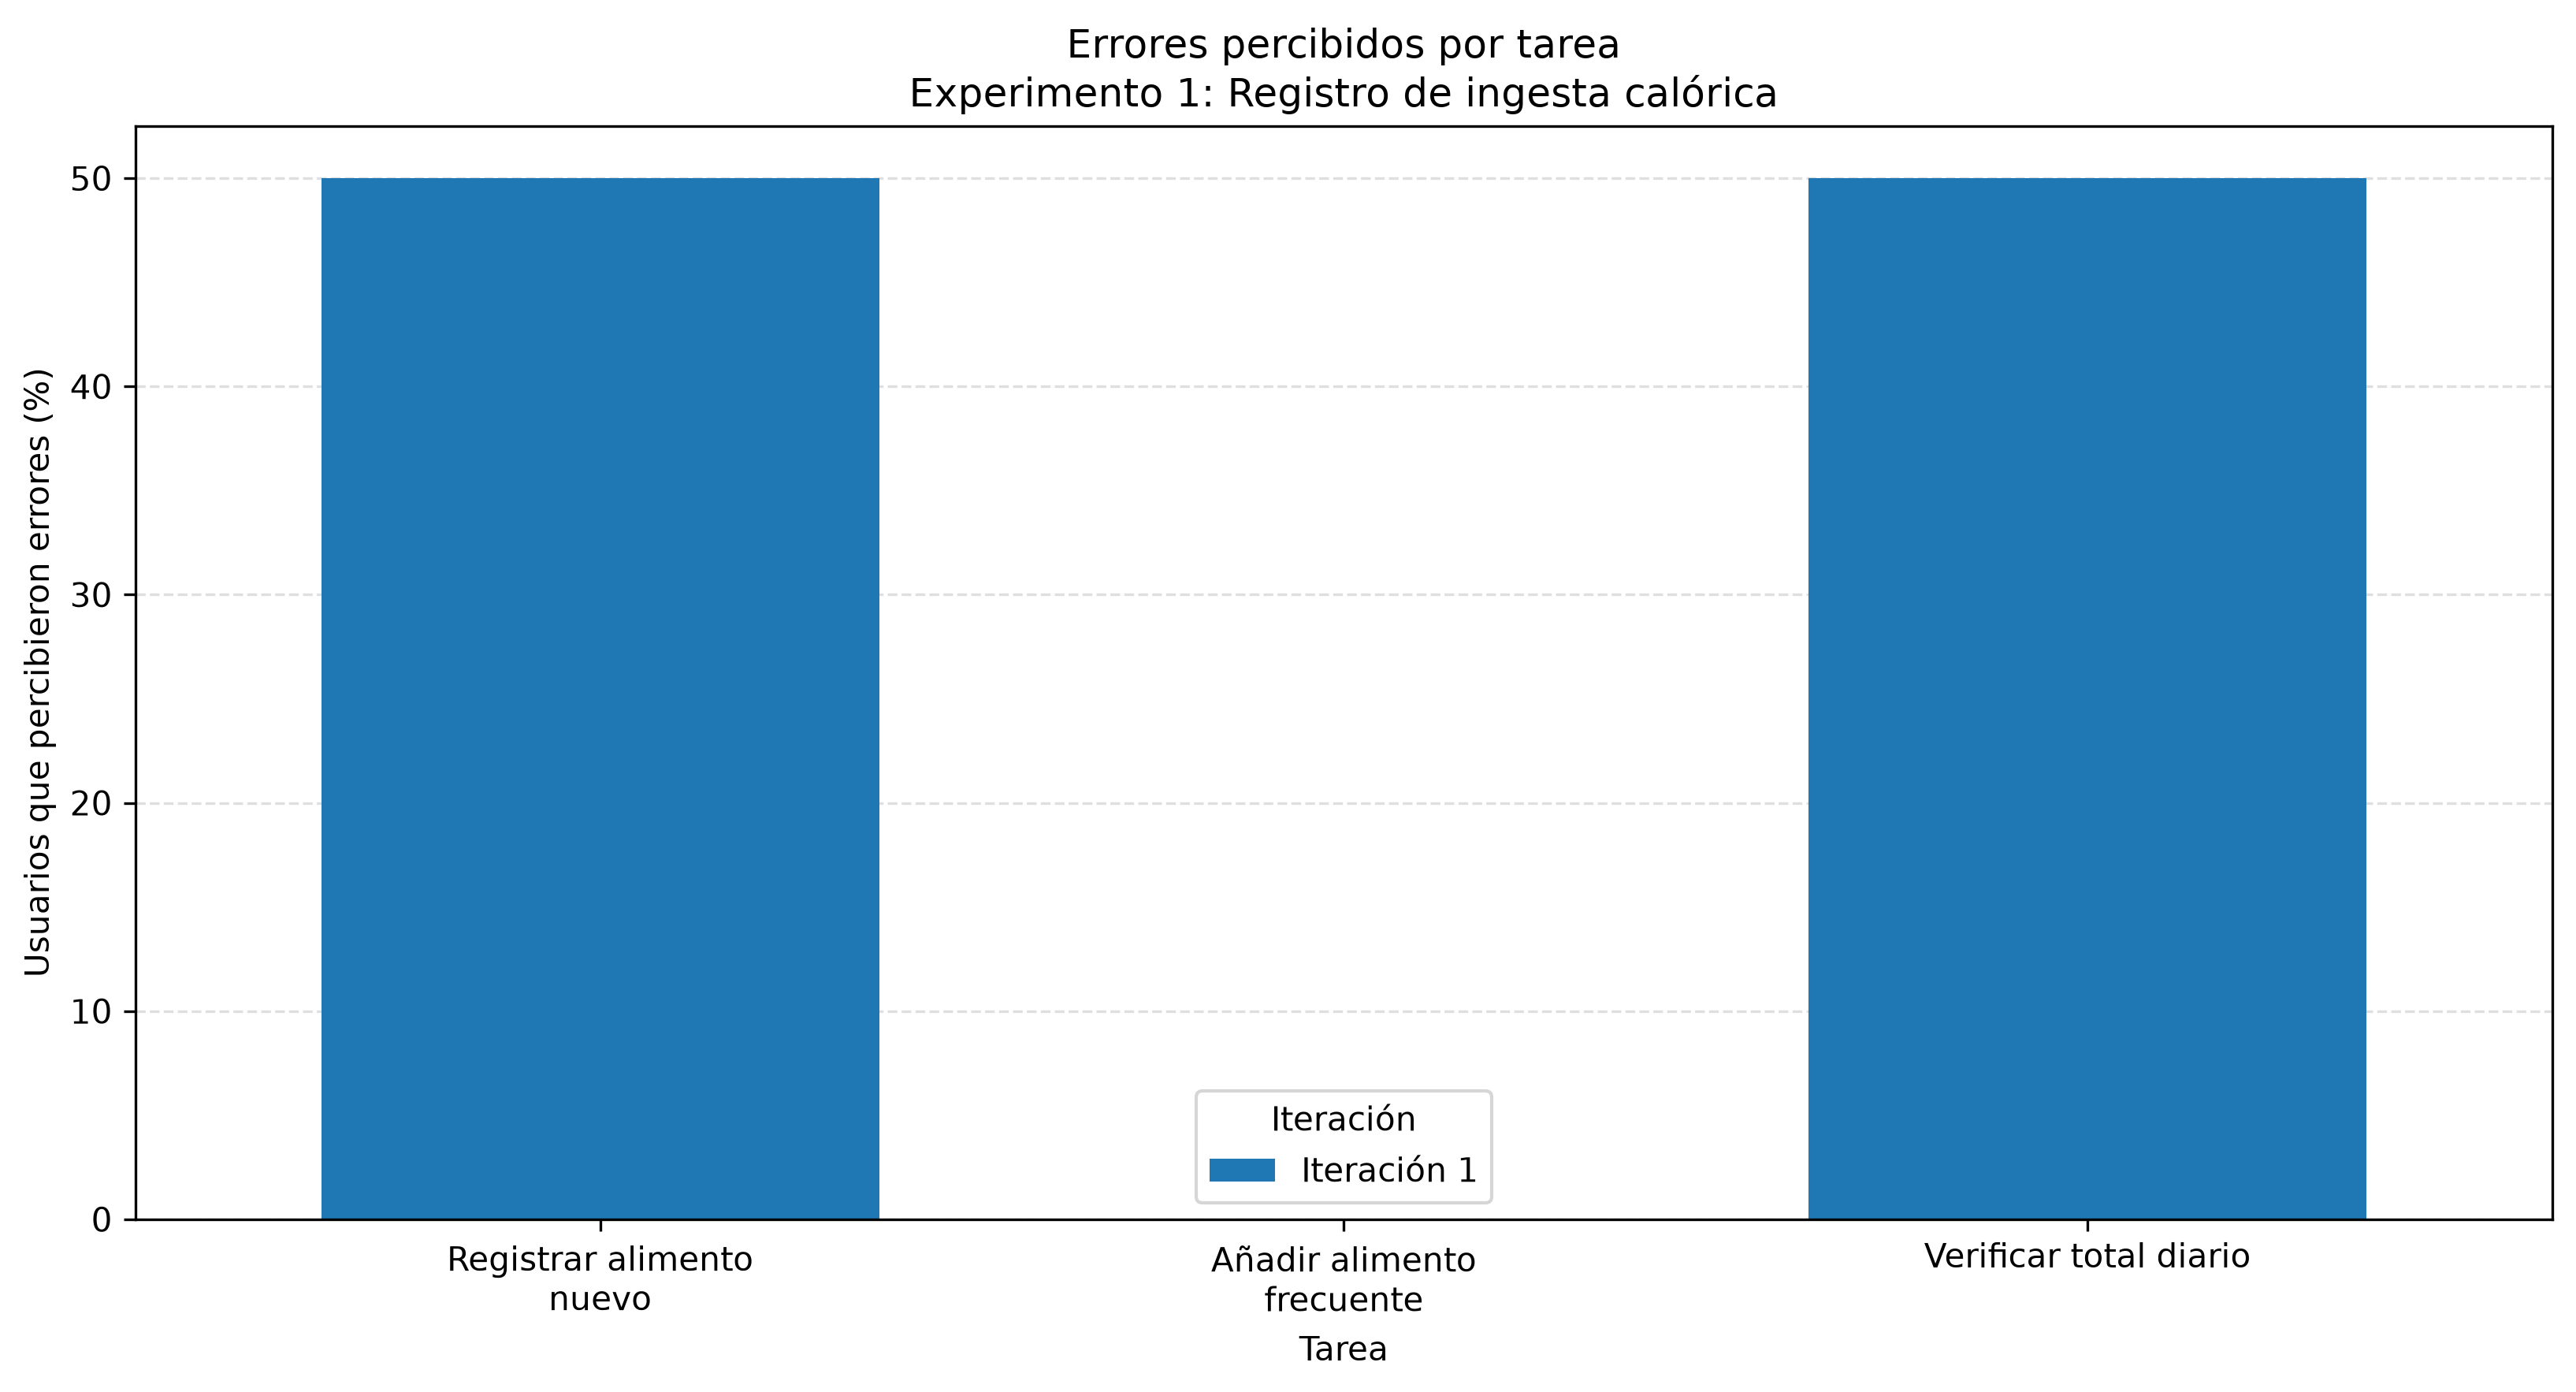 Errores percibidos por tarea
Experimento 1: Registro de ingesta calórica
Usuarios que percibieron errores (%)
50
40
30
20
10
0
Iteración
Iteración 1
Registrar alimento
nuevo
Añadir alimento
frecuente
Verificar total diario
Tarea